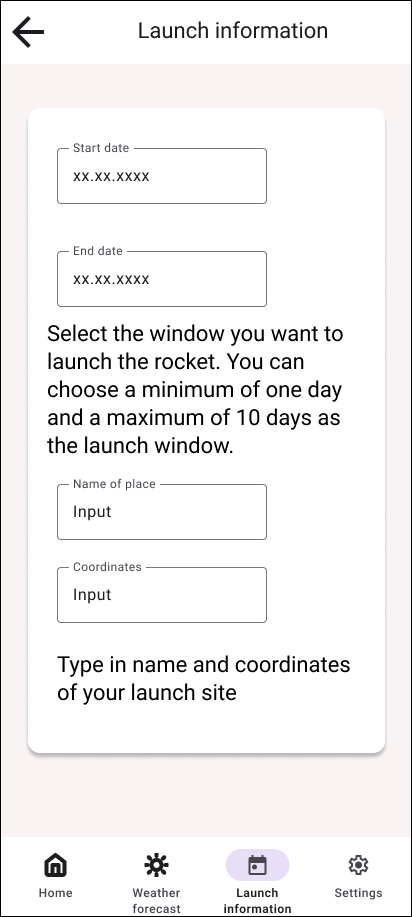 Launch information
Start date
xx.xx.xxxx
End date
xx.xx.xxxx
Select the window you want to
launch the rocket. You can
choose a minimum of one day
and a maximum of 10 days as
the launch window.
Name of place
Input
Coordinates
Input
Type in name and coordinates
of your launch site
Home
Weather
forecast
Launch
information
Settings